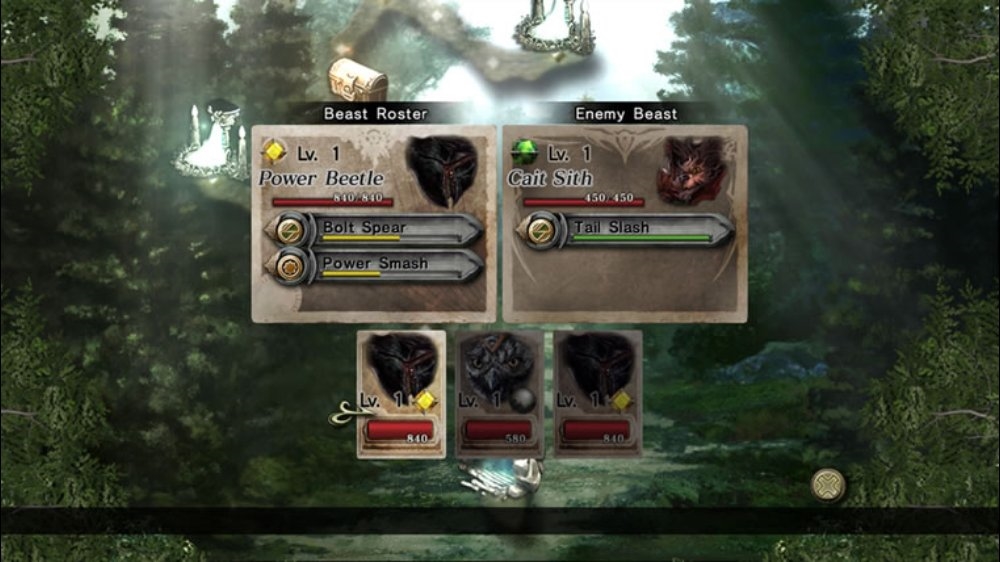 Beast Roster
Enemy Beast
Lv. 1
Power Beetle
840/840
Bolt Spear
Power Smash
Lv. 1
Cait Sith
450/450
Tail Slash
Lv. 1
840
Lv. 1
580
Lv. 1
840